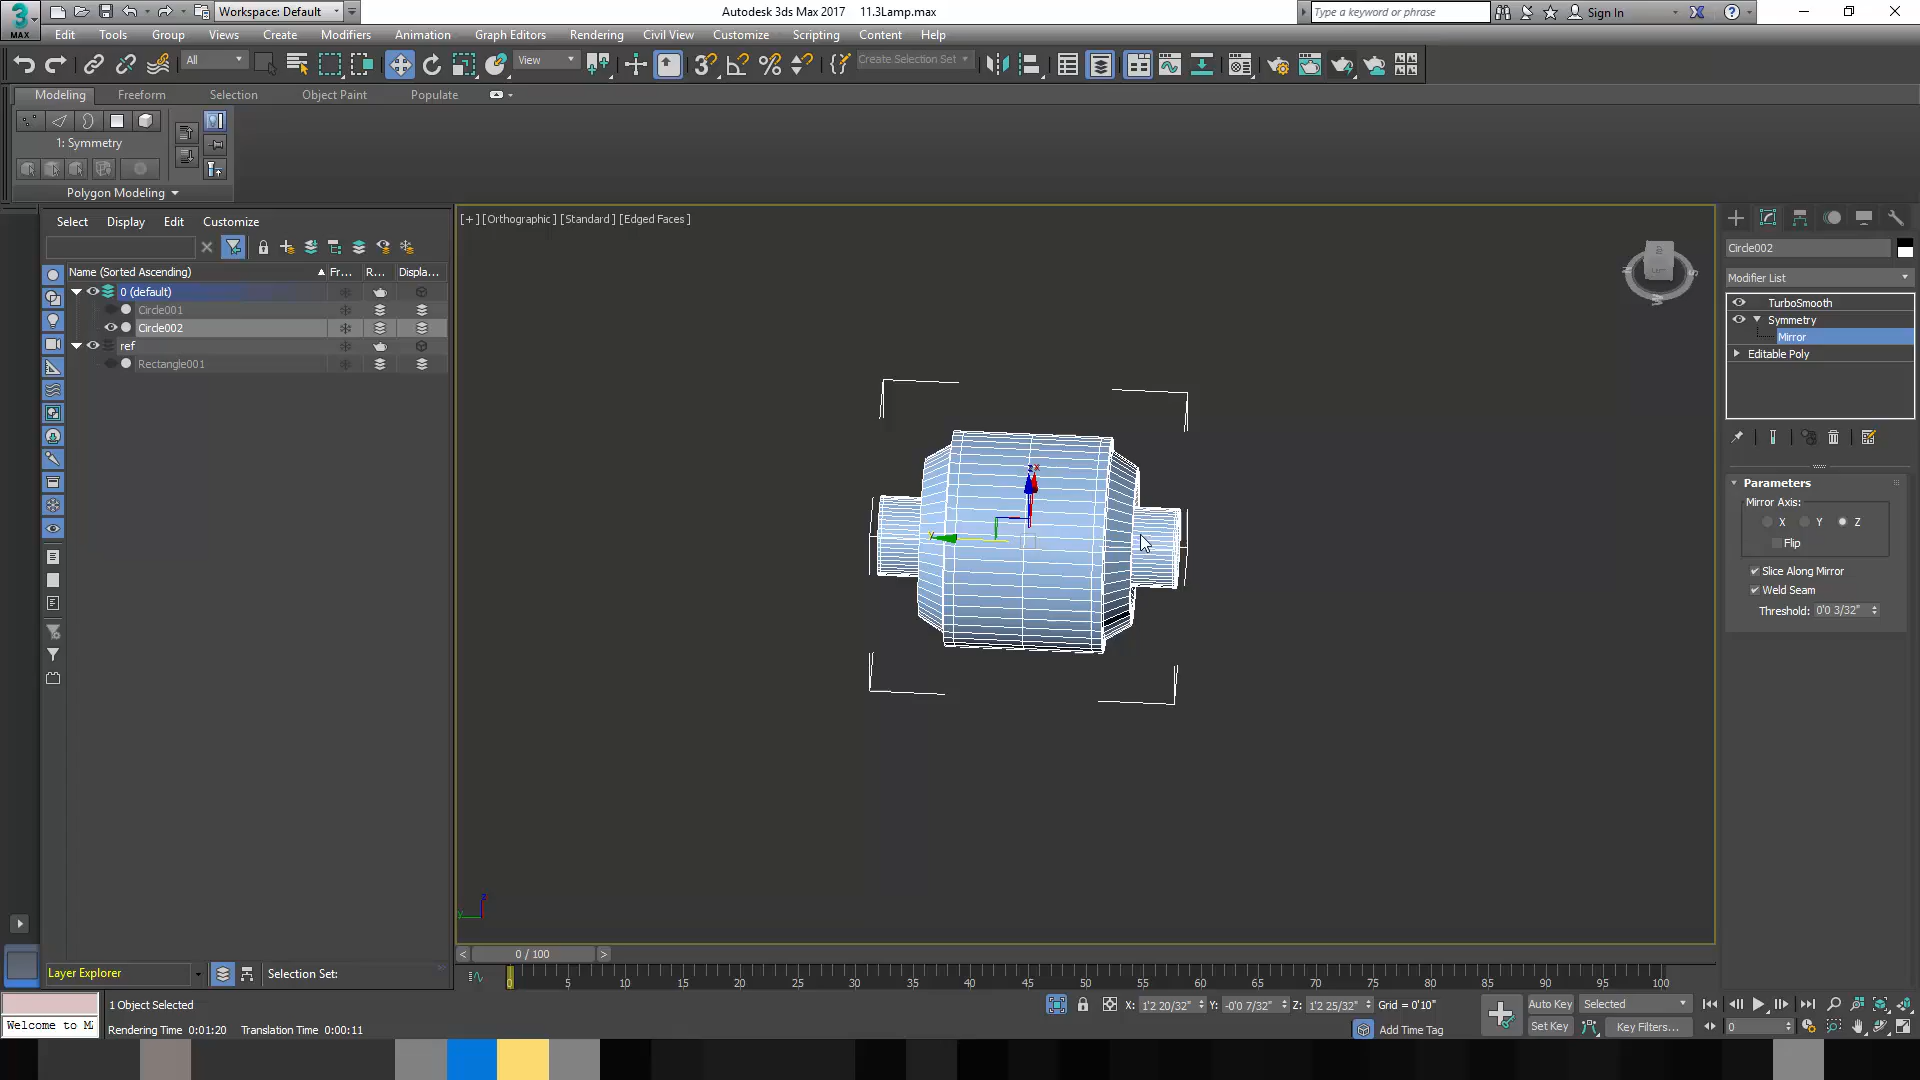 Workspace: Default
Autodesk 3ds Max 2017 11.3Lamp.max
Type a keyword or phrase
Sign In
MAX
Edit Tools Group Views Create Modifiers Animation Graph Editors Rendering Civil View Customize Scripting Content Help
All
View
Create Selection Set
Modeling Freeform Selection Object Paint Populate
1: Symmetry
Polygon Modeling
Select Display Edit Customize
Name (Sorted Ascending) Fr... R... Displa...
0 (default)
Circle001
Circle002
ref
Rectangle001
[+] [Orthographic] [Standard] [Edged Faces]
Circle002
Modifier List
TurboSmooth
Symmetry
Mirror
Editable Poly
Parameters
Mirror Axis:
X Y Z
Flip
Slice Along Mirror
Weld Seam
Threshold: 0'0 3/32"
0 / 100
Layer Explorer
Selection Set:
0 5 10 15 20 25 30 35 40 45 50 55 60 65 70 75 80 85 90 95 100
1 Object Selected
X: 1'2 20/32" Y: -0'0 7/32" Z: 1'2 25/32" Grid = 0'10"
Auto Key Selected
Welcome to M
Rendering Time 0:01:20 Translation Time 0:00:11
Add Time Tag
Set Key Key Filters...
0